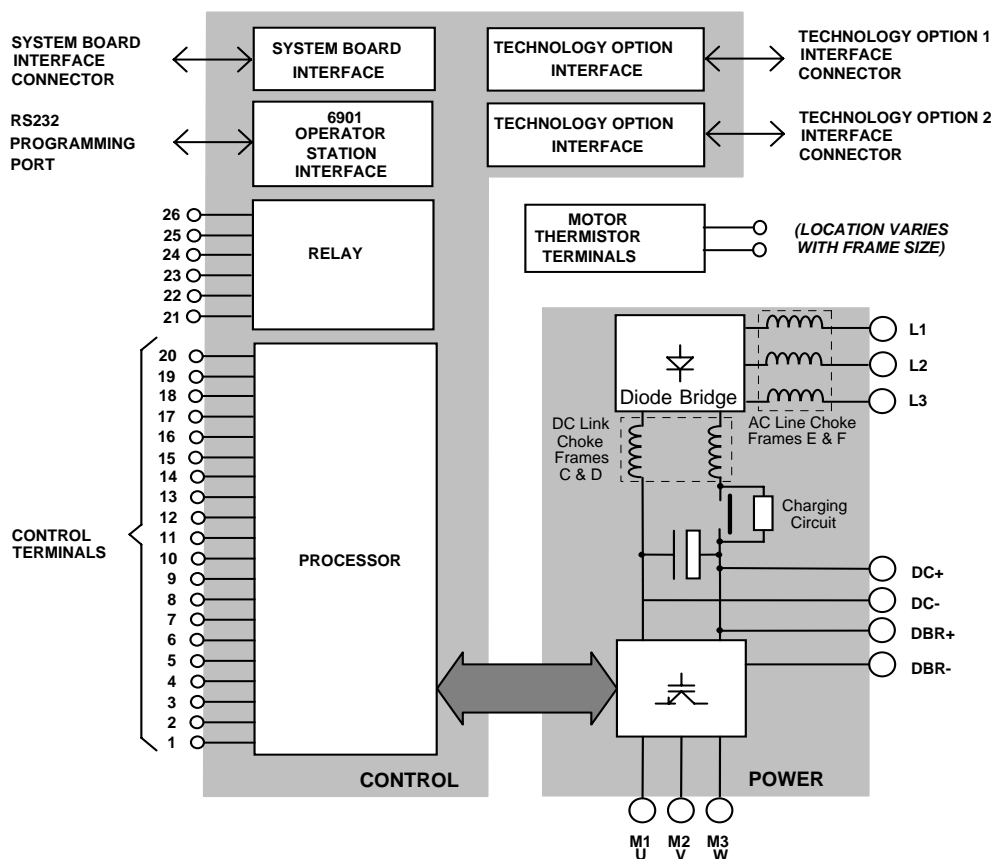 SYSTEM BOARD
INTERFACE
CONNECTOR
SYSTEM BOARD
INTERFACE
TECHNOLOGY OPTION
INTERFACE
TECHNOLOGY OPTION 1
INTERFACE
CONNECTOR
RS232
PROGRAMMING
PORT
6901
OPERATOR
STATION
INTERFACE
TECHNOLOGY OPTION
INTERFACE
TECHNOLOGY OPTION 2
INTERFACE
CONNECTOR
26
25
24
23
22
21
RELAY
MOTOR
THERMISTOR
TERMINALS
(LOCATION VARIES
WITH FRAME SIZE)
CONTROL
TERMINALS
20
19
18
17
16
15
14
13
12
11
10
9
8
7
6
5
4
3
2
1
PROCESSOR
CONTROL
Diode Bridge
L1
L2
L3
DC Link
Choke
Frames
C & D
AC Line Choke
Frames E & F
Charging
Circuit
DC+
DC-
DBR+
DBR-
POWER
M1
U
M2
V
M3
W